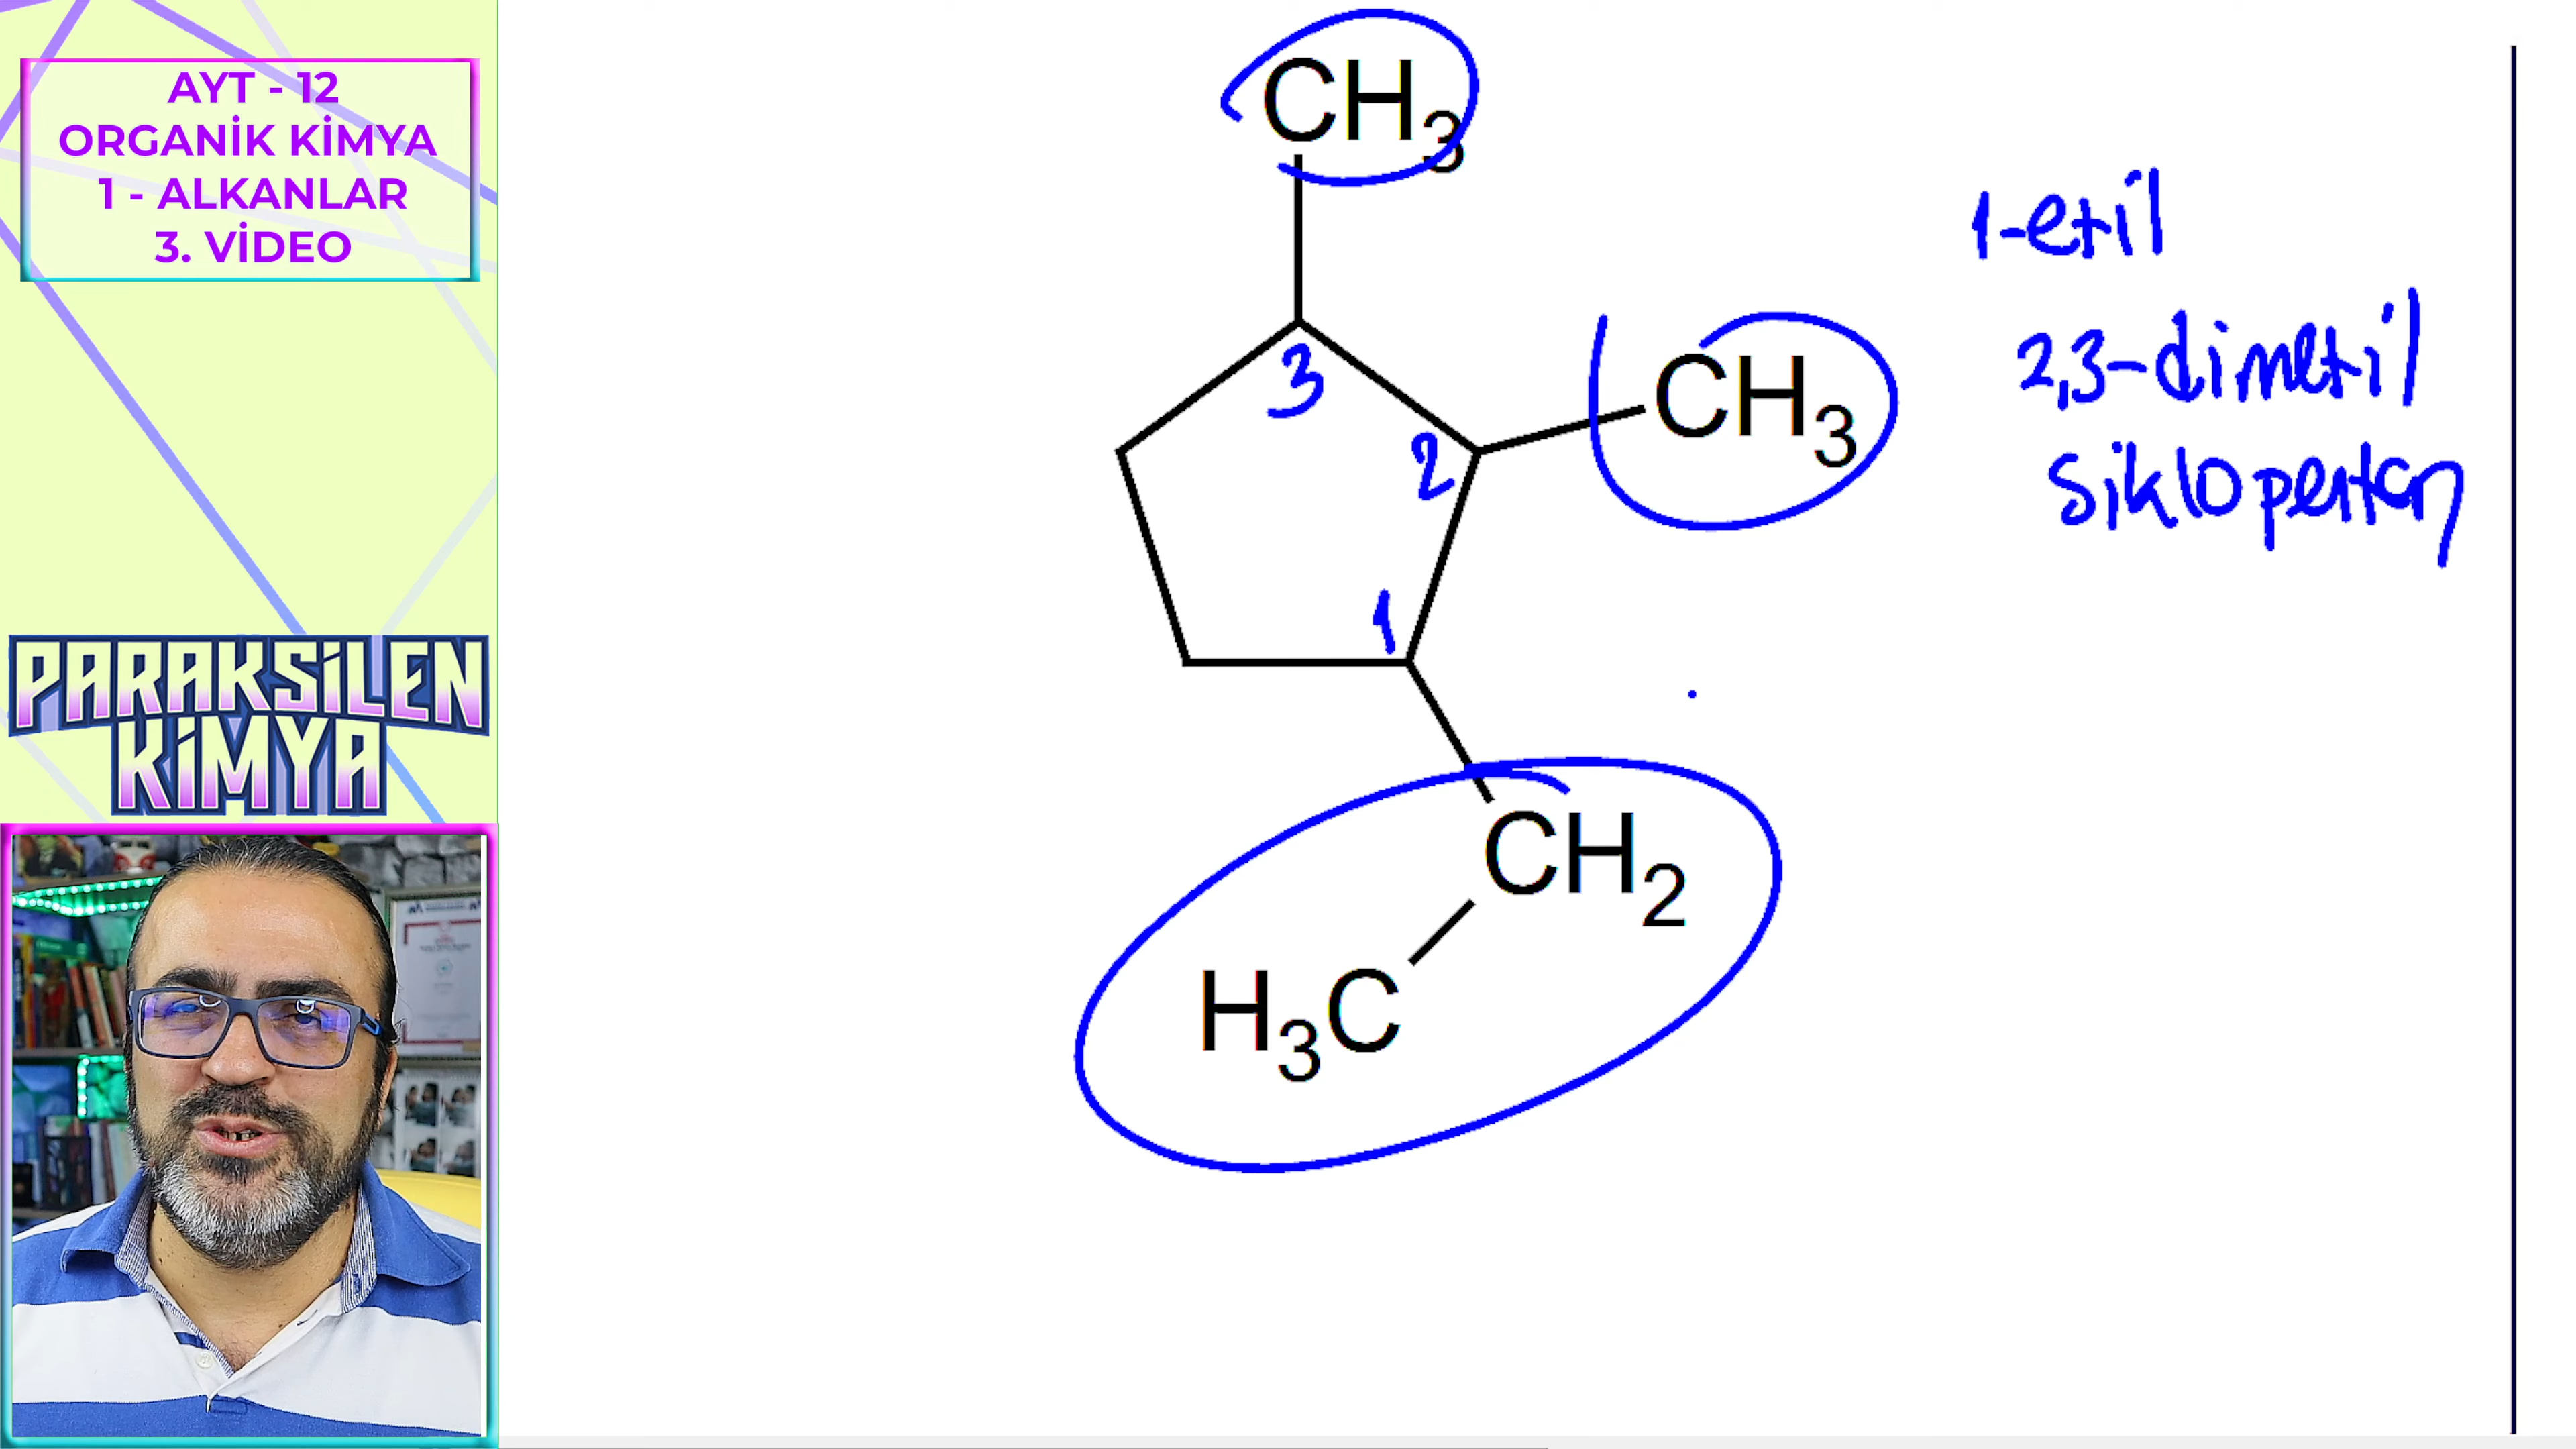 AYT - 12
ORGANİK KİMYA
1 - ALKANLAR
3. VİDEO
PARAKSİLEN
KİMYA
CH3
3
CH3
2
1
CH2
H3C
1-etil
2,3-dimetil
siklopentan